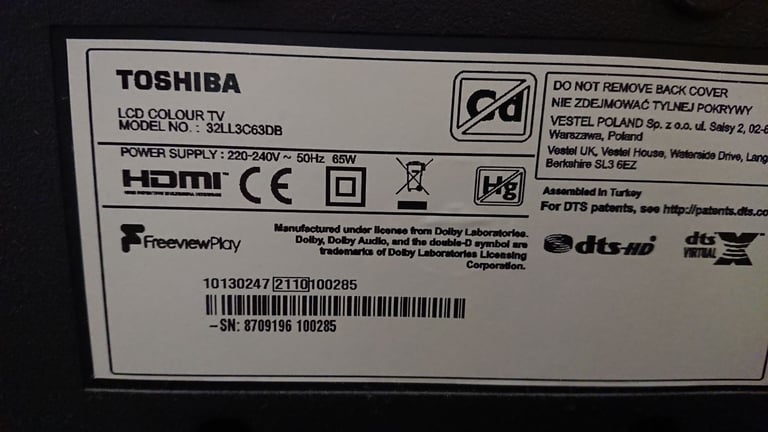 TOSHIBA
LCD COLOUR TV
MODEL NO. : 32LL3C63DB
Cd
DO NOT REMOVE BACK COVER
NIE ZDEJMOWAĆ TYLNEJ POKRYWY
VESTEL POLAND Sp. z o.o. ul. Salsy 2, 02-6
Warszawa, Poland
Vestel UK, Vestel House, Waterside Drive, Lang
Berkshire SL3 6EZ
POWER SUPPLY : 220-240V ~ 50Hz 65W
HDMI
CE
Hg
Assembled in Turkey
For DTS patents, see http://patents.dts.co
FreeviewPlay
Manufactured under license from Dolby Laboratories.
Dolby, Dolby Audio, and the double-D symbol are
trademarks of Dolby Laboratories Licensing
Corporation.
dts-HD
dts X
VIRTUAL
10130247 2110 100285
-SN: 8709196 100285